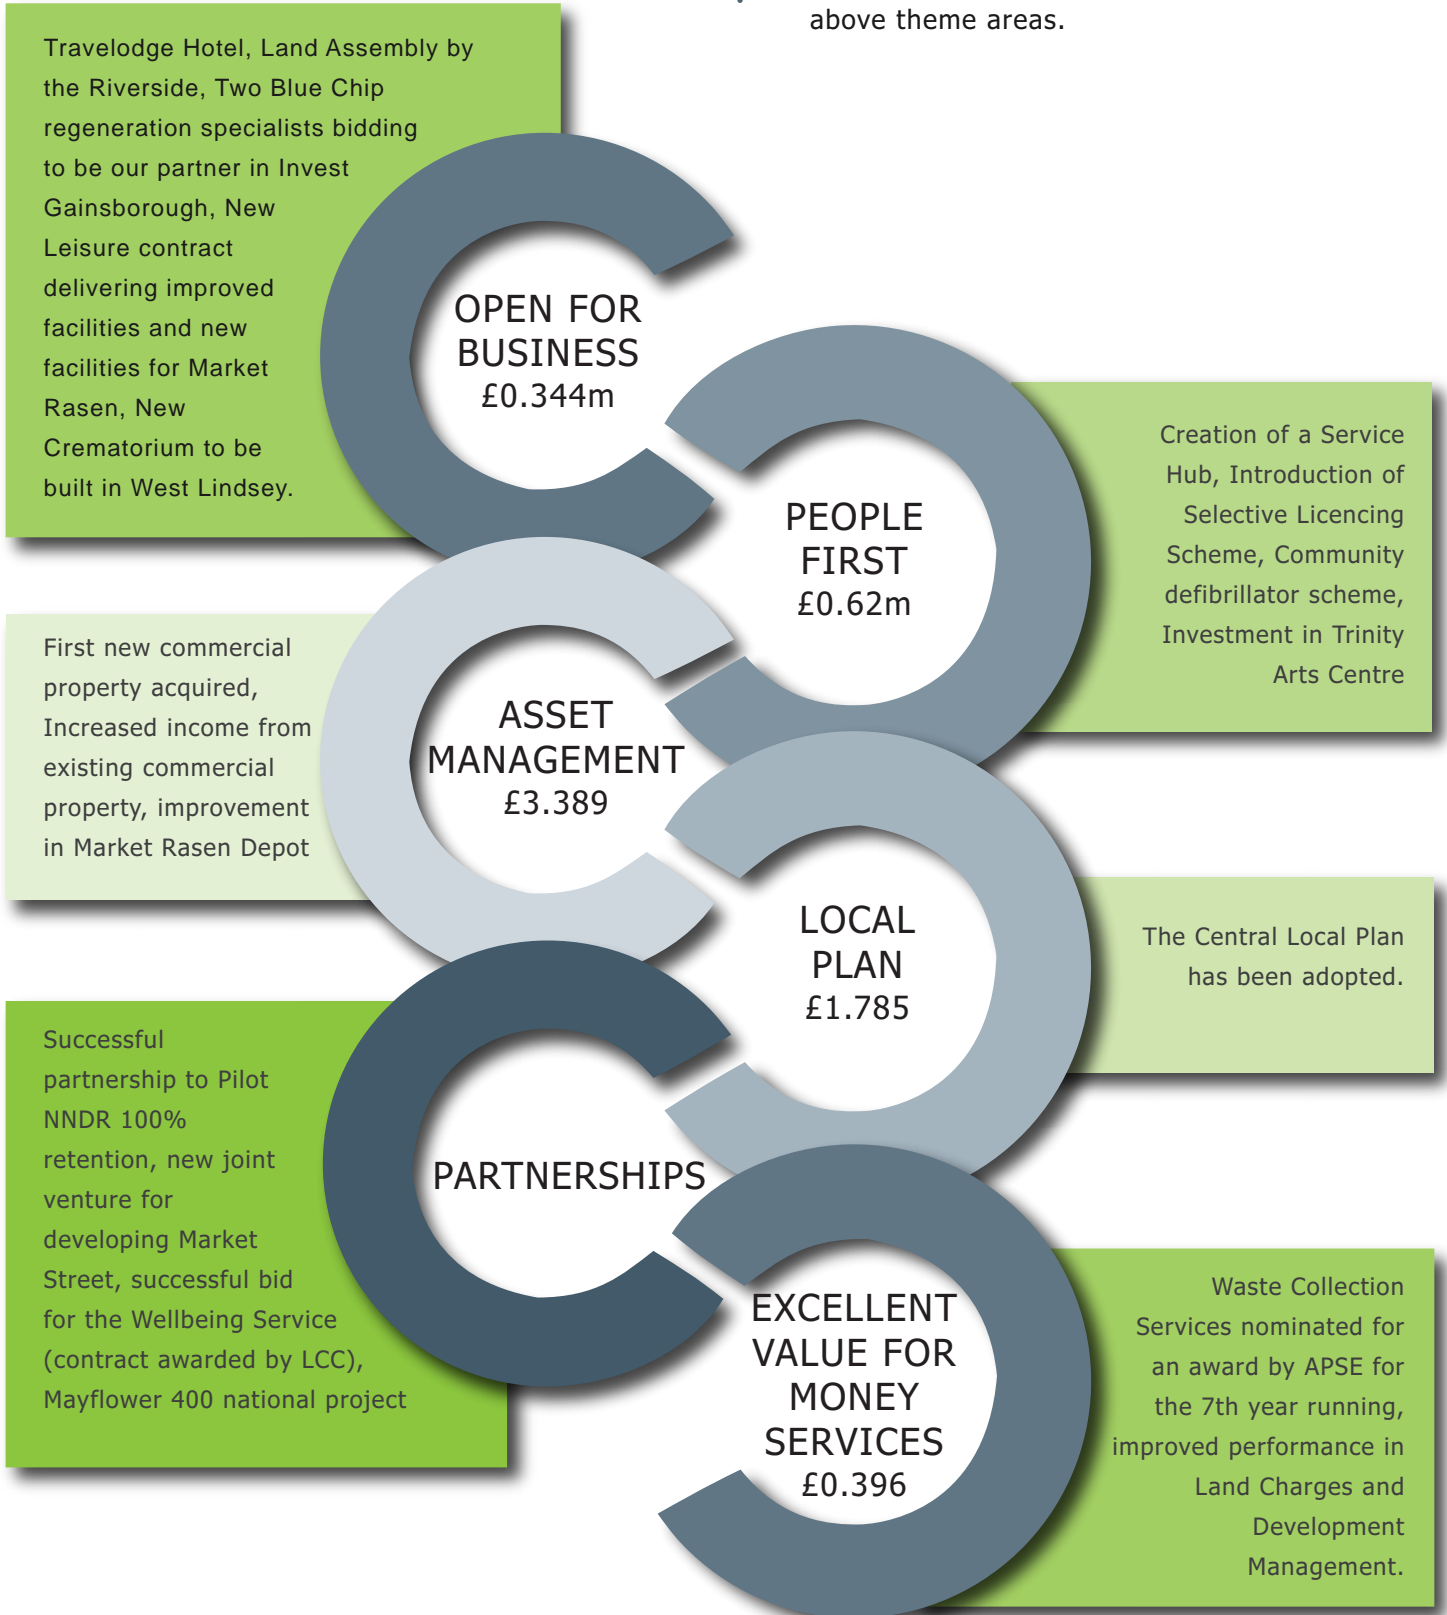 above theme areas.
Travelodge Hotel, Land Assembly by
the Riverside, Two Blue Chip
regeneration specialists bidding
to be our partner in Invest
Gainsborough, New
Leisure contract
delivering improved
facilities and new
facilities for Market
Rasen, New
Crematorium to be
built in West Lindsey.
OPEN FOR
BUSINESS
£0.344m
PEOPLE
FIRST
£0.62m
Creation of a Service
Hub, Introduction of
Selective Licencing
Scheme, Community
defibrillator scheme,
Investment in Trinity
Arts Centre
First new commercial
property acquired,
Increased income from
existing commercial
property, improvement
in Market Rasen Depot
ASSET
MANAGEMENT
£3.389
LOCAL
PLAN
£1.785
The Central Local Plan
has been adopted.
Successful
partnership to Pilot
NNDR 100%
retention, new joint
venture for
developing Market
Street, successful bid
for the Wellbeing Service
(contract awarded by LCC),
Mayflower 400 national project
PARTNERSHIPS
EXCELLENT
VALUE FOR
MONEY
SERVICES
£0.396
Waste Collection
Services nominated for
an award by APSE for
the 7th year running,
improved performance in
Land Charges and
Development
Management.